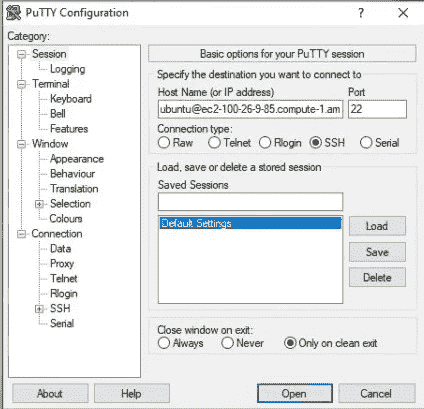 PuTTY Configuration
? ×
Category:
Session
Logging
Terminal
Keyboard
Bell
Features
Window
Appearance
Behaviour
Translation
Selection
Colours
Connection
Data
Proxy
Telnet
Rlogin
SSH
Serial
Basic options for your PuTTY session
Specify the destination you want to connect to
Host Name (or IP address) Port
ubuntu@ec2-100-26-9-85.compute-1.am 22
Connection type:
Raw Telnet Rlogin SSH Serial
Load, save or delete a stored session
Saved Sessions
Default Settings
Load
Save
Delete
Close window on exit:
Always Never Only on clean exit
About Help Open Cancel